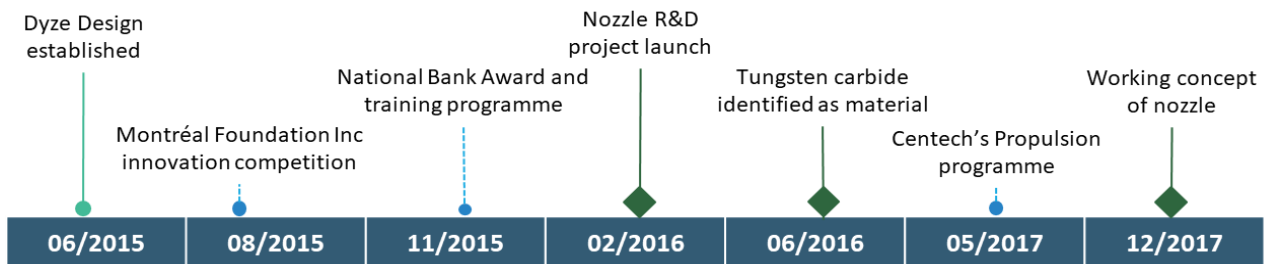 Dyze Design
established
Montréal Foundation Inc
innovation competition
National Bank Award and
training programme
Nozzle R&D
project launch
Tungsten carbide
identified as material
Centech's Propulsion
programme
Working concept
of nozzle
06/2015
08/2015
11/2015
02/2016
06/2016
05/2017
12/2017